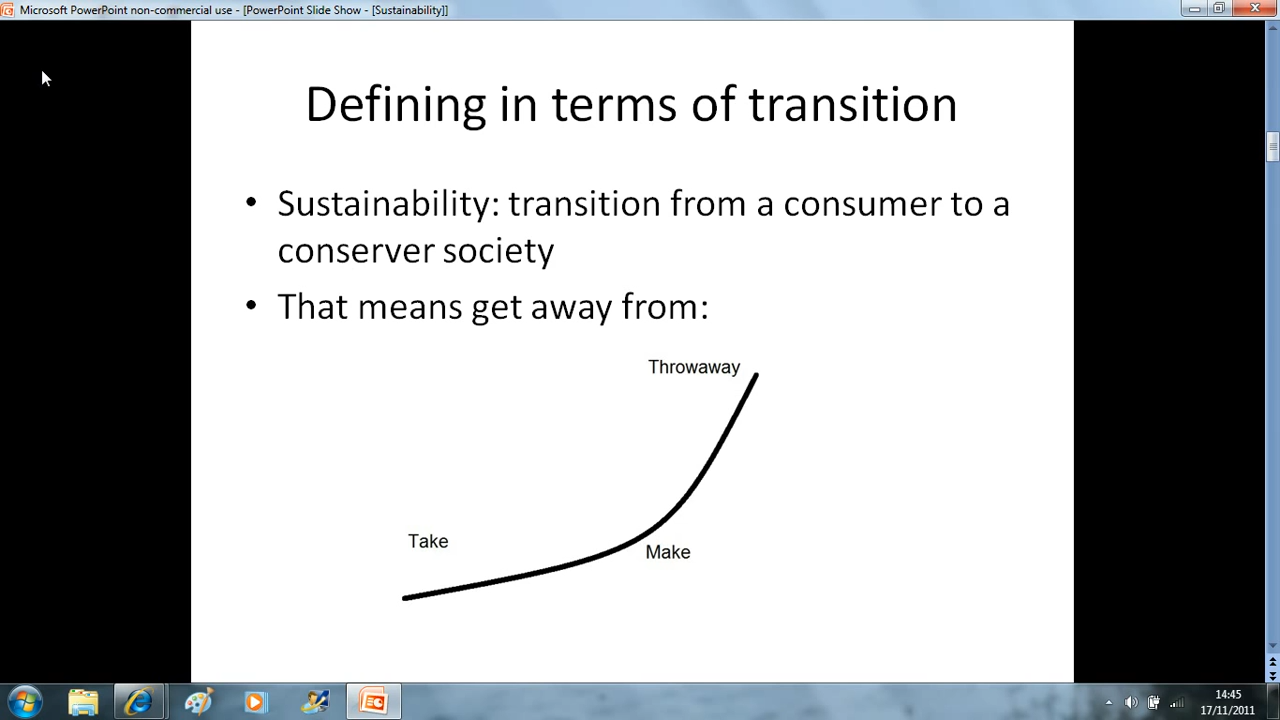 Microsoft PowerPoint non-commercial use - [PowerPoint Slide Show - [Sustainability]]
Defining in terms of transition
• Sustainability: transition from a consumer to a
conserver society
• That means get away from:
Throwaway
Take
Make
14:45
17/11/2011